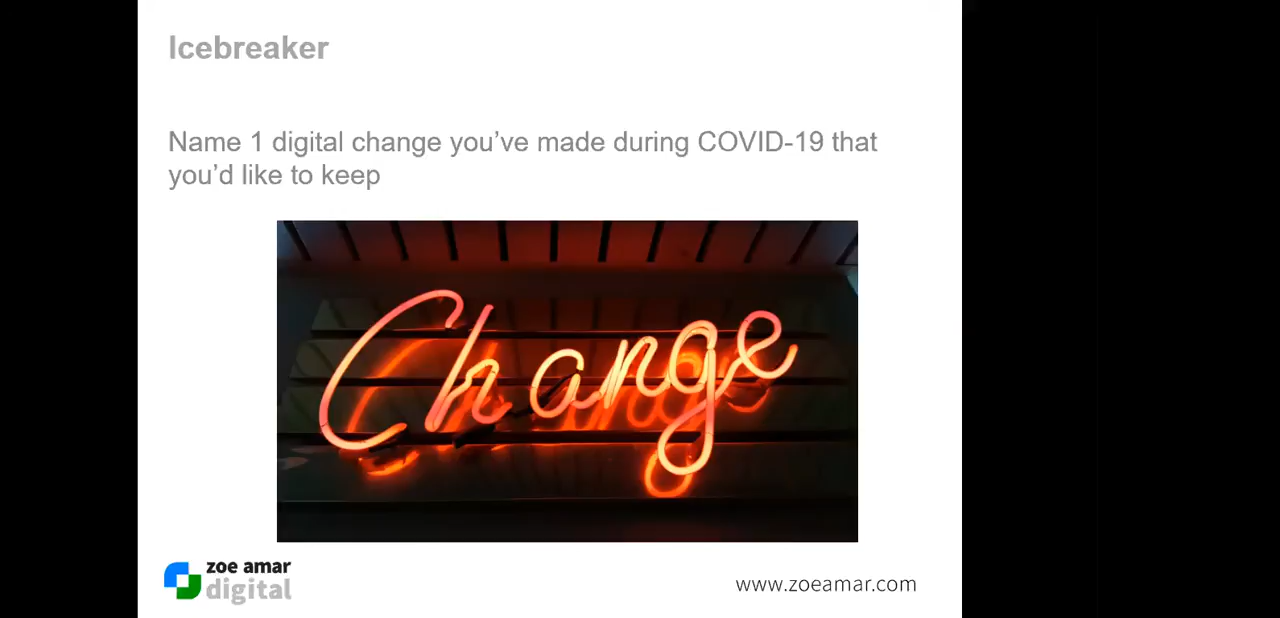 Icebreaker
Name 1 digital change you've made during COVID-19 that
you'd like to keep
Change
zoe amar
digital
www.zoeamar.com